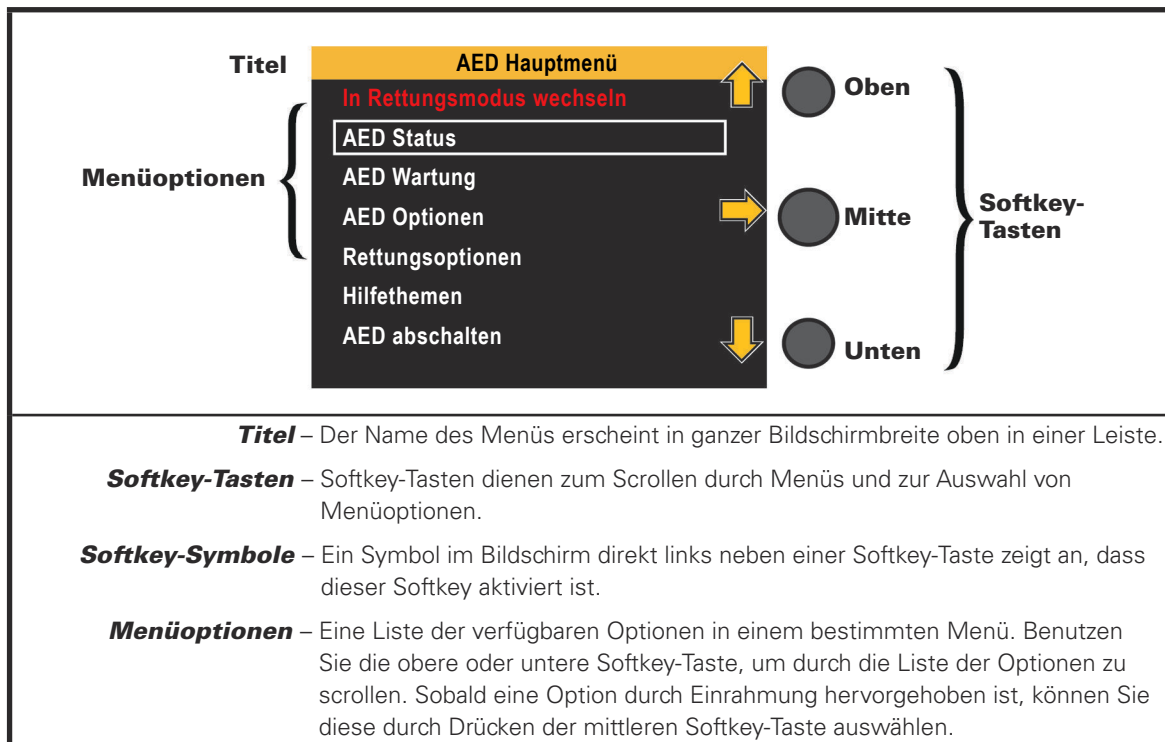 Titel
AED Hauptmenü
In Rettungsmodus wechseln
AED Status
AED Wartung
AED Optionen
Rettungsoptionen
Hilfethemen
AED abschalten
Menüoptionen
Oben
Mitte
Unten
Softkey-
Tasten
Titel – Der Name des Menüs erscheint in ganzer Bildschirmbreite oben in einer Leiste.
Softkey-Tasten – Softkey-Tasten dienen zum Scrollen durch Menüs und zur Auswahl von
Menüoptionen.
Softkey-Symbole – Ein Symbol im Bildschirm direkt links neben einer Softkey-Taste zeigt an, dass
dieser Softkey aktiviert ist.
Menüoptionen – Eine Liste der verfügbaren Optionen in einem bestimmten Menü. Benutzen
Sie die obere oder untere Softkey-Taste, um durch die Liste der Optionen zu
scrollen. Sobald eine Option durch Einrahmung hervorgehoben ist, können Sie
diese durch Drücken der mittleren Softkey-Taste auswählen.